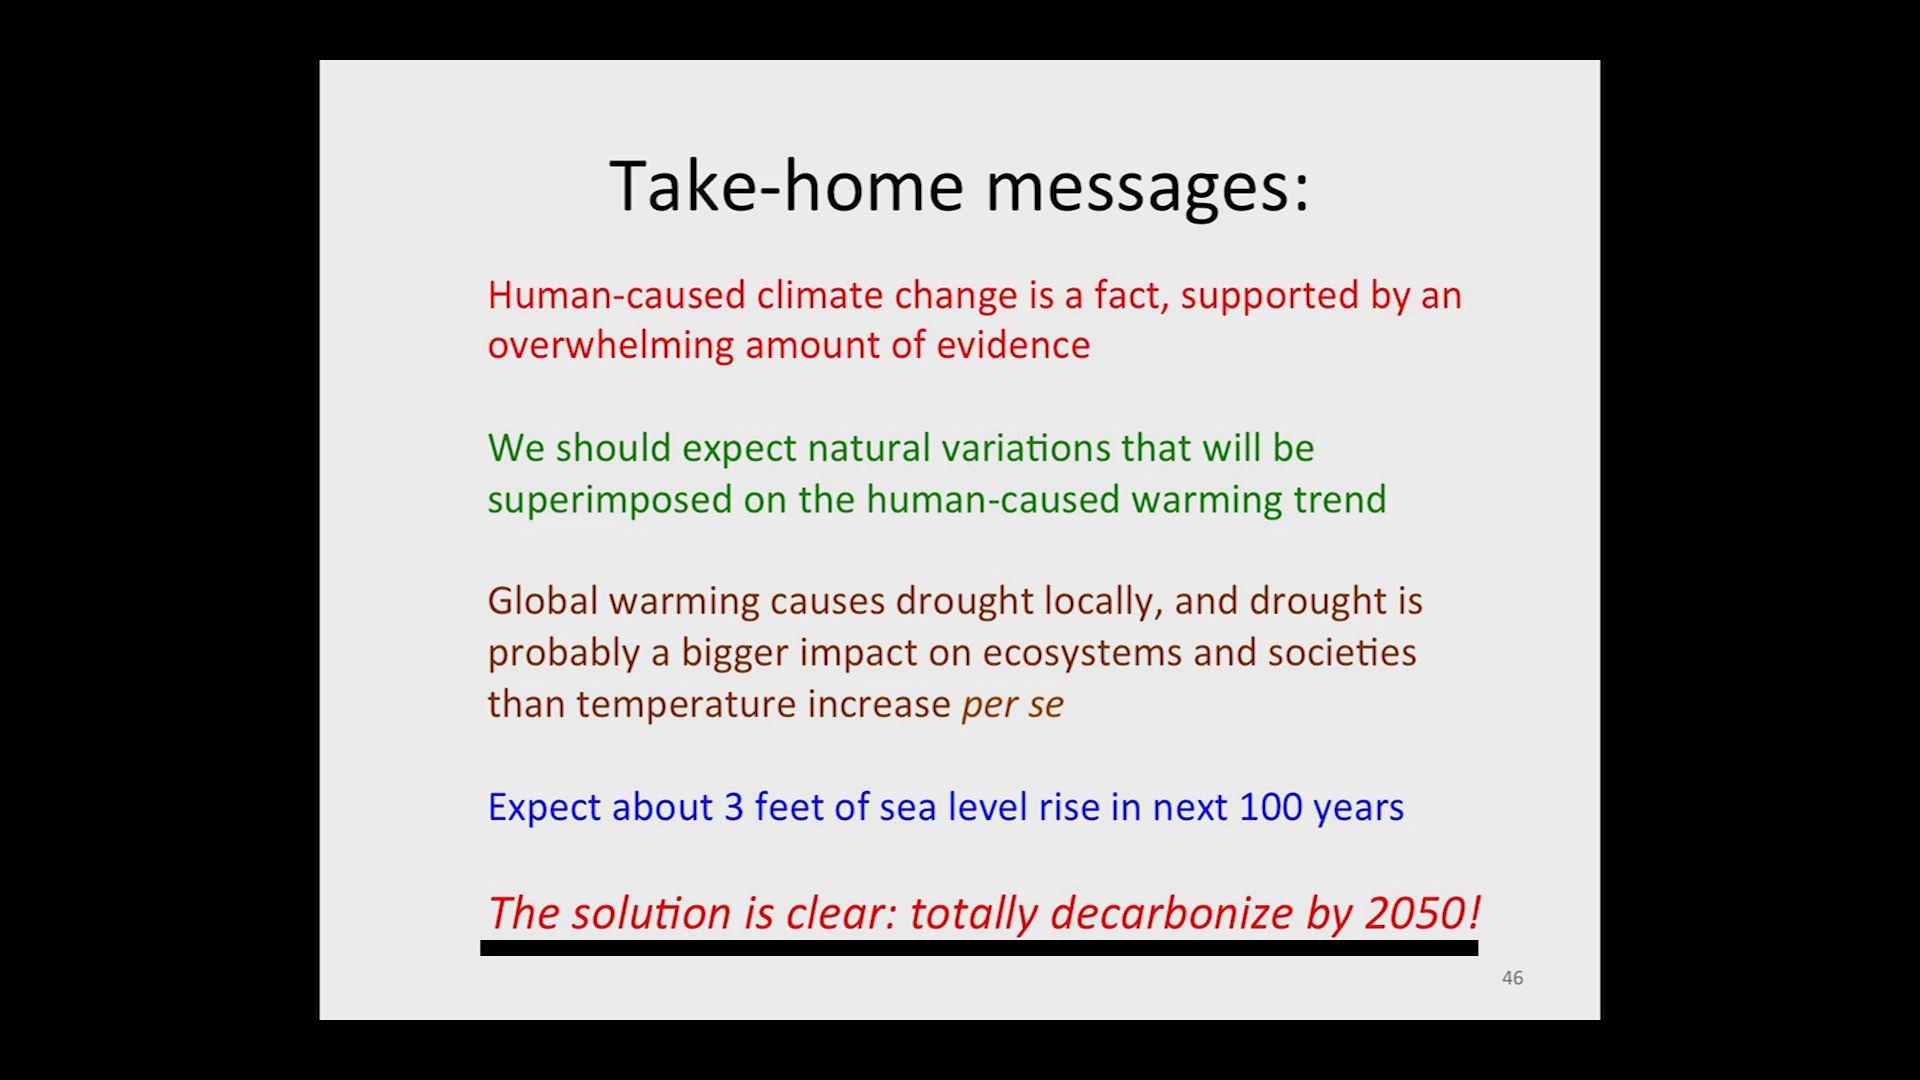 Take-home messages:
Human-caused climate change is a fact, supported by an
overwhelming amount of evidence
We should expect natural variations that will be
superimposed on the human-caused warming trend
Global warming causes drought locally, and drought is
probably a bigger impact on ecosystems and societies
than temperature increase per se
Expect about 3 feet of sea level rise in next 100 years
The solution is clear: totally decarbonize by 2050!
46